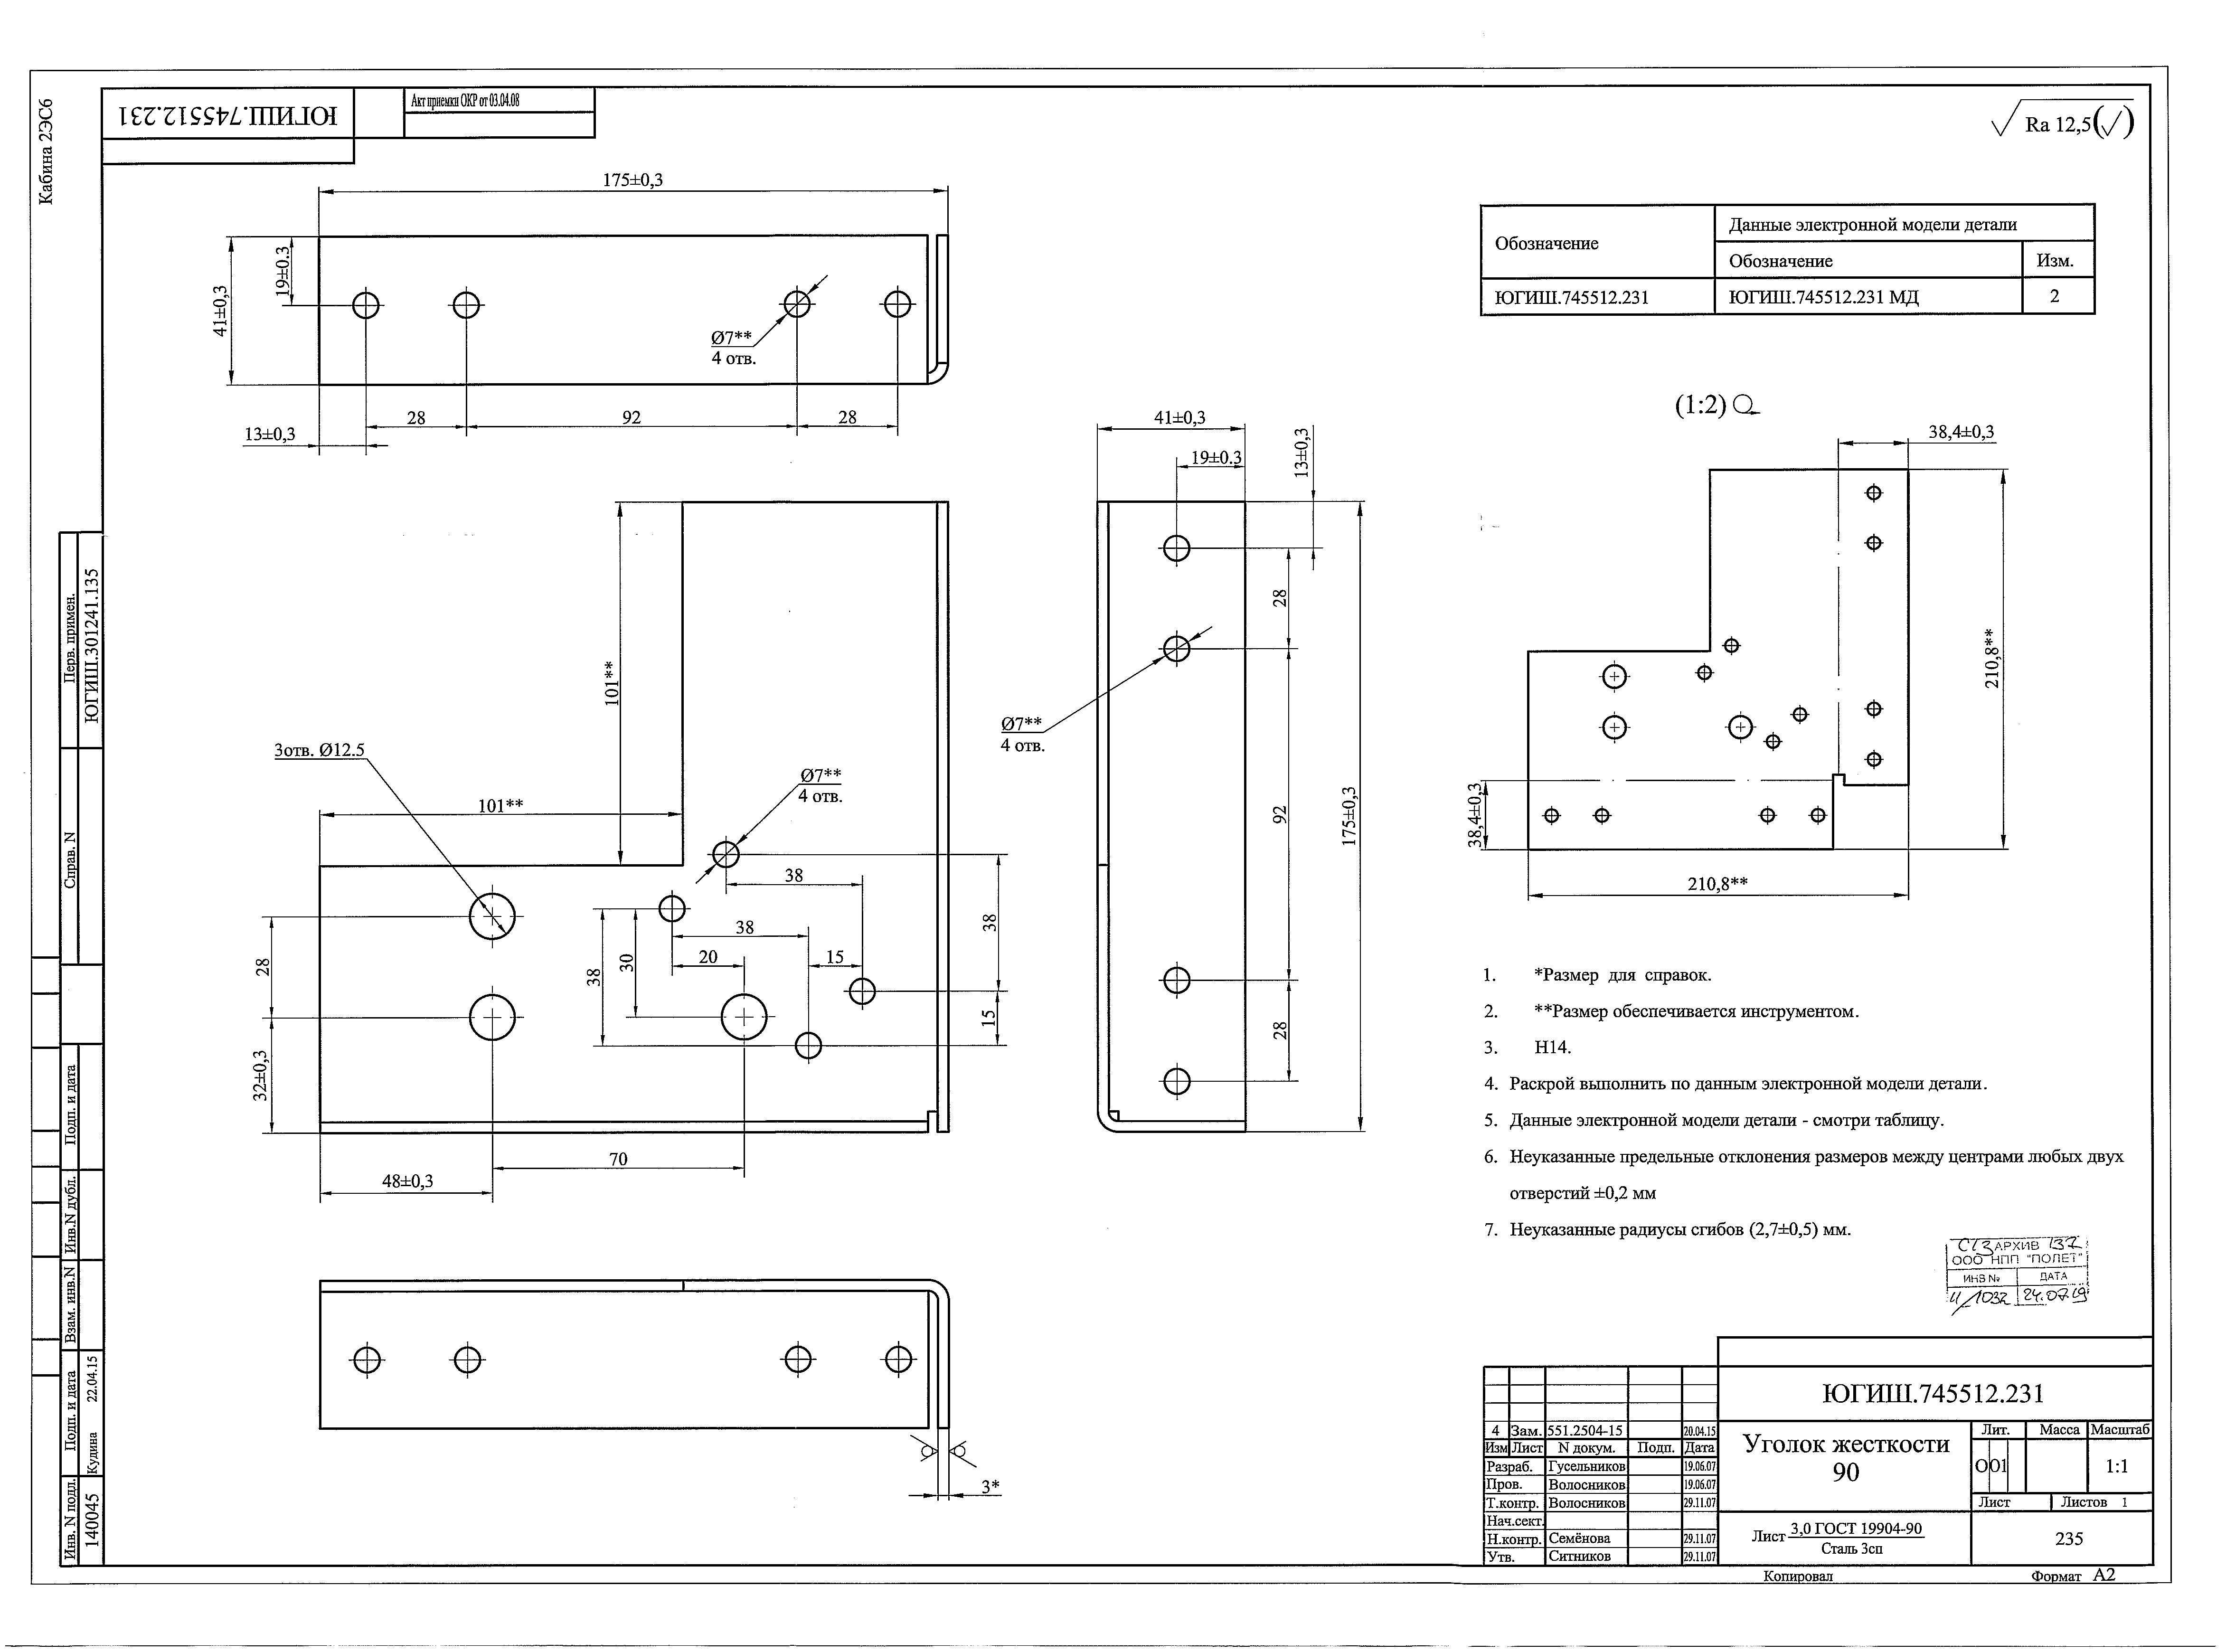 Кабина 2ЭС6
ЮГИШ.745512.231
Акт приемки ОКР от 03.04.08
Ra 12,5
175±0,3
41±0,3
19±0.3
Ø7**
4 отв.
28
92
28
13±0,3
Обозначение
Данные электронной модели детали
Обозначение
Изм.
ЮГИШ.745512.231
ЮГИШ.745512.231 МД
2
(1:2)
38,4±0,3
210,8**
38,4±0,3
210,8**
41±0,3
19±0.3
13±0,3
28
Ø7**
4 отв.
92
175±0,3
28
101**
3отв. Ø12.5
101**
Ø7**
4 отв.
38
38
38
20
15
38
30
15
28
32±0,3
70
48±0,3
3*
1. *Размер для справок.
2. **Размер обеспечивается инструментом.
3. Н14.
4. Раскрой выполнить по данным электронной модели детали.
5. Данные электронной модели детали - смотри таблицу.
6. Неуказанные предельные отклонения размеров между центрами любых двух
отверстий ±0,2 мм
7. Неуказанные радиусы сгибов (2,7±0,5) мм.
АРХИВ 137
ООО НПП "ПОЛЕТ"
ИНВ № ДАТА
4/1032 24.07.19
Перв. примен.
ЮГИШ.301241.135
Справ. N
Подп. и дата
Инв.N дубл.
Взам. инв.N
Подп. и дата
Кудина 22.04.15
Инв. N подл.
140045
ЮГИШ.745512.231
4 Зам. 551.2504-15 20.04.15
Изм Лист N докум. Подп. Дата
Разраб. Гусельников 19.06.07
Пров. Волосников 19.06.07
Т.контр. Волосников 29.11.07
Нач.сект.
Н.контр. Семёнова 29.11.07
Утв. Ситников 29.11.07
Уголок жесткости
90
Лит. Масса Масштаб
О О1 1:1
Лист Листов 1
Лист 3,0 ГОСТ 19904-90
Сталь 3сп
235
Копировал
Формат А2